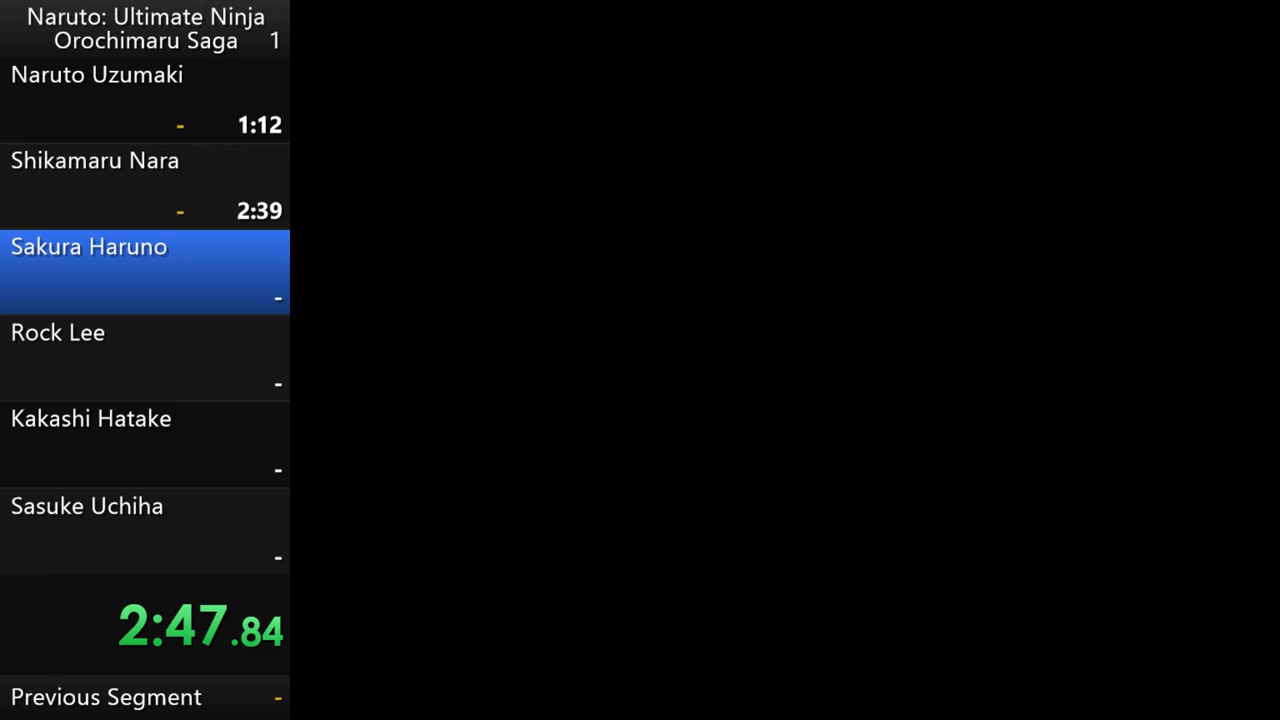 Naruto: Ultimate Ninja
Orochimaru Saga 1
Naruto Uzumaki
- 1:12
Shikamaru Nara
- 2:39
Sakura Haruno
-
Rock Lee
-
Kakashi Hatake
-
Sasuke Uchiha
-
2:47.84
Previous Segment -